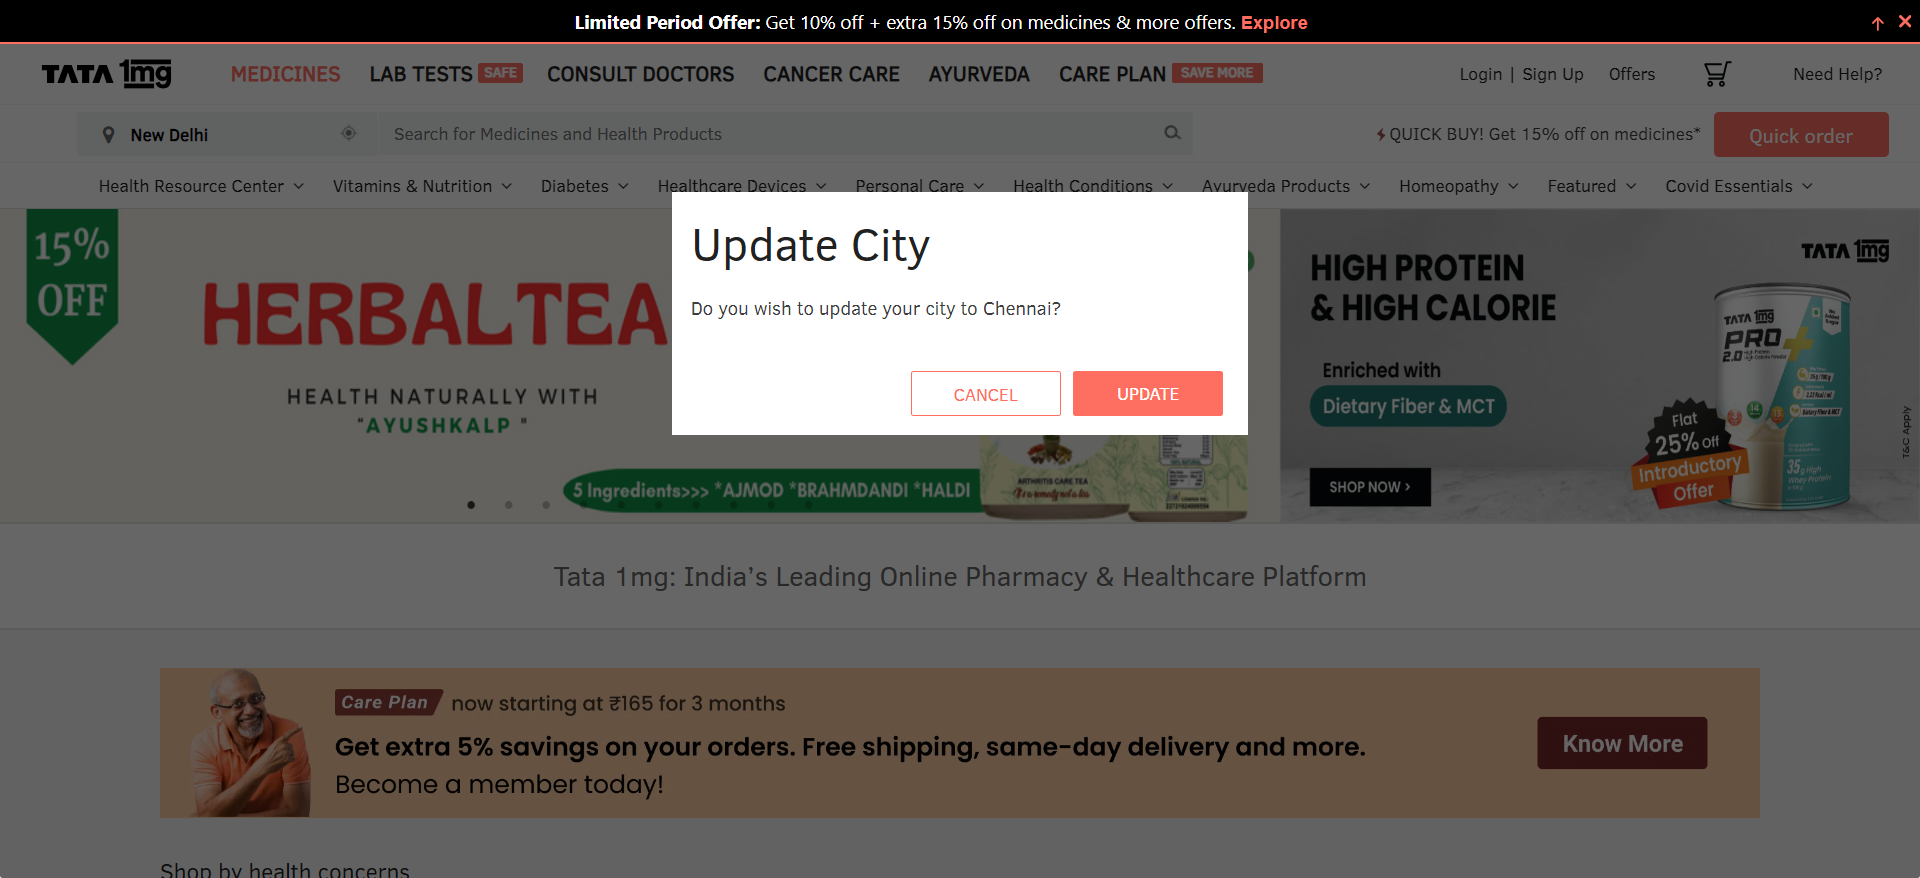 Limited Period Offer: Get 10% off + extra 15% off on medicines & more offers. Explore
TATA 1mg
MEDICINES
LAB TESTS SAFE
CONSULT DOCTORS
CANCER CARE
AYURVEDA
CARE PLAN SAVE MORE
Login | Sign Up
Offers
Need Help?
New Delhi
Search for Medicines and Health Products
QUICK BUY! Get 15% off on medicines*
Quick order
Health Resource Center
Vitamins & Nutrition
Diabetes
Healthcare Devices
Personal Care
Health Conditions
Ayurveda Products
Homeopathy
Featured
Covid Essentials
Update City
Do you wish to update your city to Chennai?
CANCEL
UPDATE
15%
OFF
HERBALTEA
HEALTH NATURALLY WITH
"AYUSHKALP "
5 Ingredients>>> *AJMOD *BRAHMDANDI *HALDI
ARTHRITIS CARE TEA
TATA 1mg
HIGH PROTEIN
& HIGH CALORIE
Enriched with
Dietary Fiber & MCT
SHOP NOW ›
TATA 1mg
PRO+
2.0
Flat
25% Off
Introductory
Offer
35g High
Whey Protein
T&C Apply
Tata 1mg: India’s Leading Online Pharmacy & Healthcare Platform
Care Plan now starting at ₹165 for 3 months
Get extra 5% savings on your orders. Free shipping, same-day delivery and more.
Become a member today!
Know More
Shop by health concerns